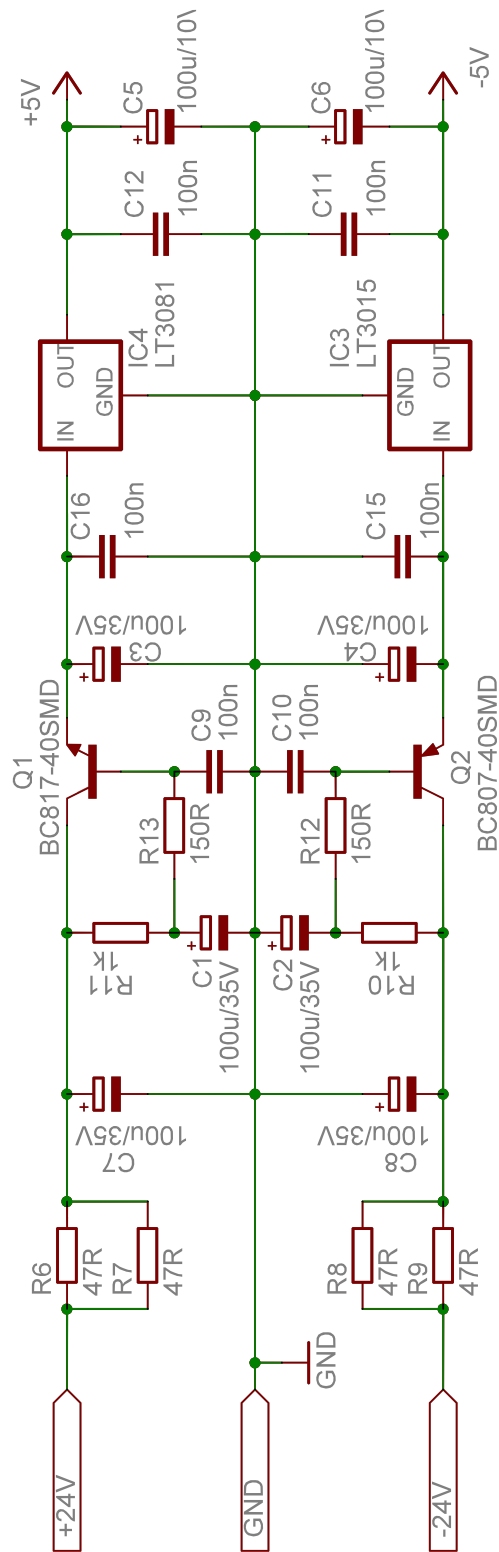 +5V
C5
100u/10V
C6
100u/10V
-5V
C12
100n
C11
100n
IC4
LT3081
OUT
IN
GND
IC3
LT3015
OUT
IN
GND
C16
100n
C15
100n
100u/35V
C3
100u/35V
C4
Q1
BC817-40SMD
C9
100n
C10
100n
Q2
BC807-40SMD
R13
150R
R12
150R
R11
1k
C1
100u/35V
C2
100u/35V
R10
1k
100u/35V
C7
100u/35V
C8
R6
47R
R7
47R
R8
47R
R9
47R
GND
+24V
GND
-24V